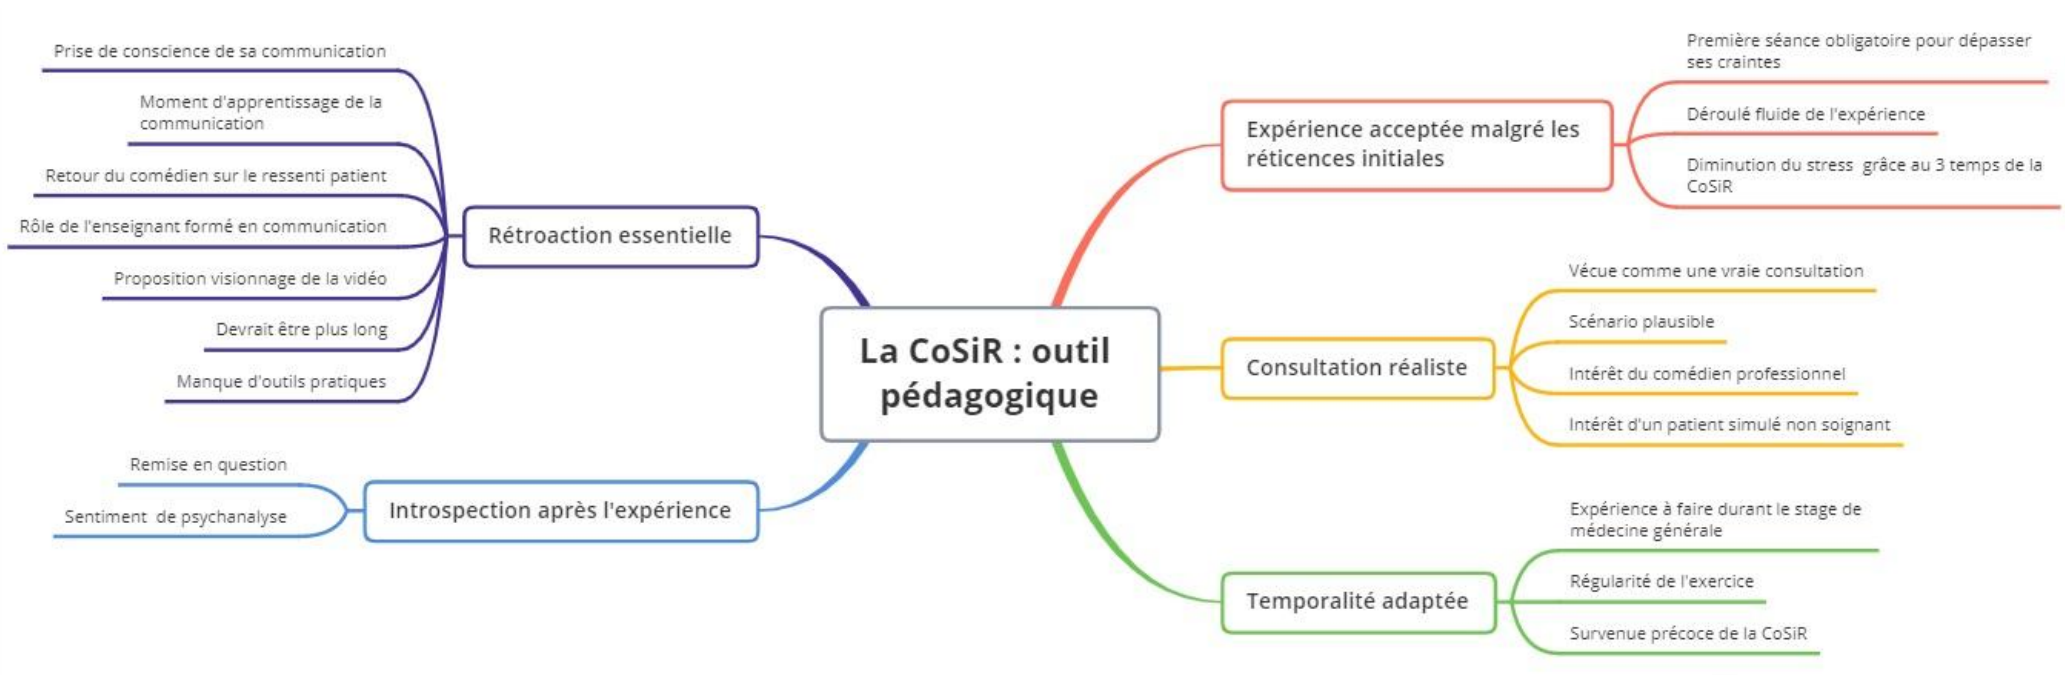 Prise de conscience de sa communication
Moment d'apprentissage de la
communication
Retour du comédien sur le ressenti patient
Rôle de l'enseignant formé en communication
Proposition visionnage de la vidéo
Devrait être plus long
Manque d'outils pratiques
Rétroaction essentielle
Remise en question
Sentiment  de psychanalyse
Introspection après l'expérience
La CoSiR : outil
pédagogique
Expérience acceptée malgré les
réticences initiales
Première séance obligatoire pour dépasser
ses craintes
Déroulé fluide de l'expérience
Diminution du stress  grâce au 3 temps de la
CoSiR
Consultation réaliste
Vécue comme une vraie consultation
Scénario plausible
Intérêt du comédien professionnel
Intérêt d'un patient simulé non soignant
Temporalité adaptée
Expérience à faire durant le stage de
médecine générale
Régularité de l'exercice
Survenue précoce de la CoSiR